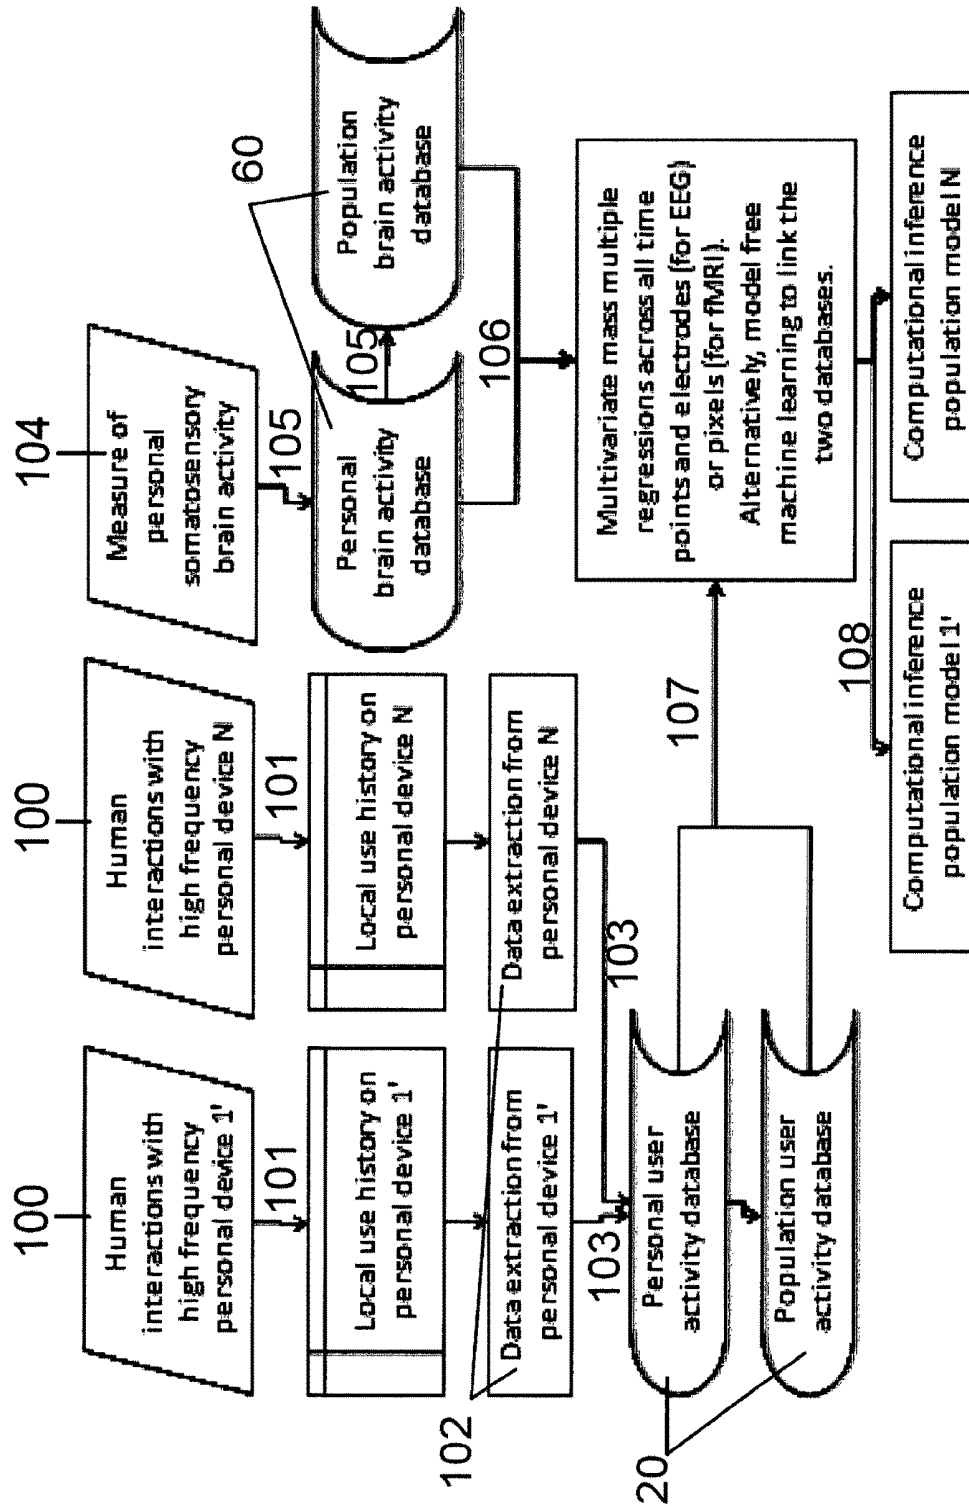 100
100
104
Human
interactions with
high frequency
personal device 1'
Human
interactions with
high frequency
personal device N
Measure of
personal
somatosensory
brain activity
101
101
105
60
Local use history on
personal device 1'
Local use history on
personal device N
Personal
brain activity
database
105
Population
brain activity
database
102
Data extraction from
personal device 1'
Data extraction from
personal device N
106
103
103
20
Personal user
activity database
Population user
activity database
107
Multivariate mass multiple
regressions across all time
points and electrodes (for EEG)
or pixels (for fMRI).
Alternatively, model free
machine learning to link the
two databases.
108
Computational inference
population model 1'
Computational inference
population model N